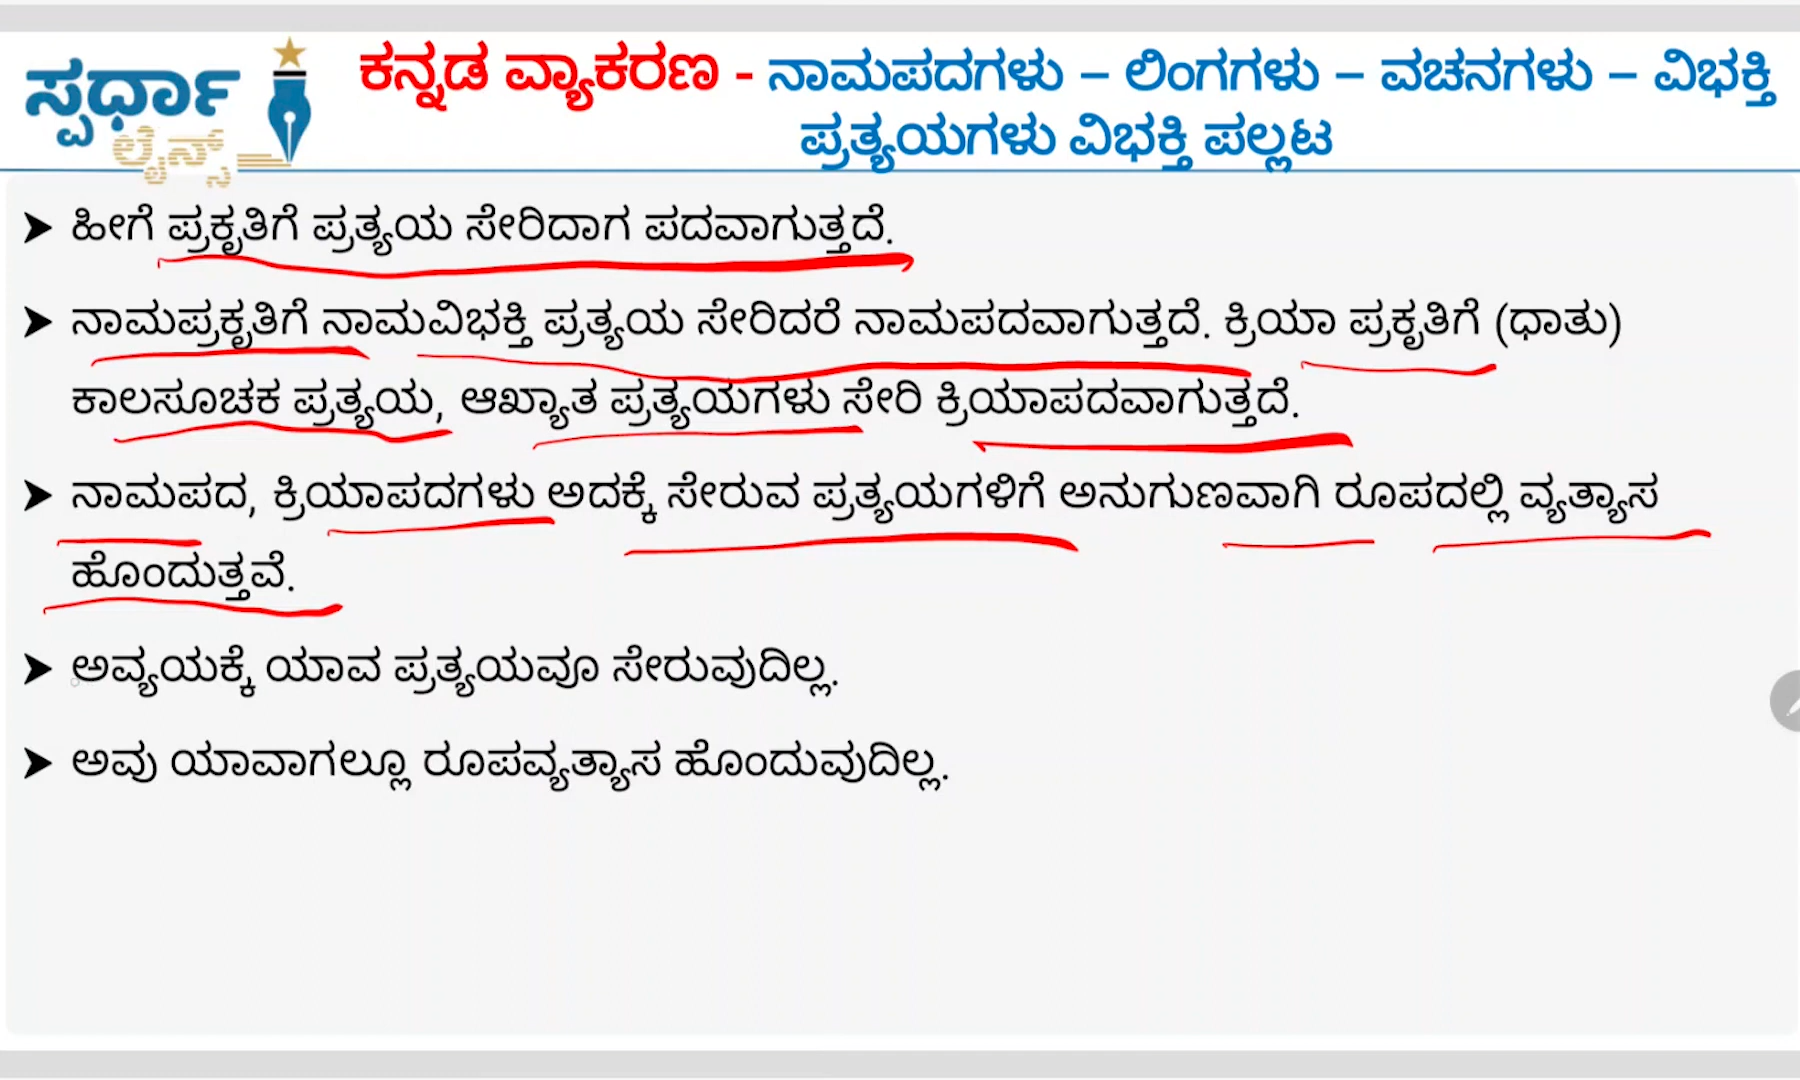 ಸ್ಪರ್ಧಾ
ಲೈನ್ಸ್
ಕನ್ನಡ ವ್ಯಾಕರಣ - ನಾಮಪದಗಳು – ಲಿಂಗಗಳು – ವಚನಗಳು – ವಿಭಕ್ತಿ
ಪ್ರತ್ಯಯಗಳು ವಿಭಕ್ತಿ ಪಲ್ಲಟ
➤ ಹೀಗೆ ಪ್ರಕೃತಿಗೆ ಪ್ರತ್ಯಯ ಸೇರಿದಾಗ ಪದವಾಗುತ್ತದೆ.
➤ ನಾಮಪ್ರಕೃತಿಗೆ ನಾಮವಿಭಕ್ತಿ ಪ್ರತ್ಯಯ ಸೇರಿದರೆ ನಾಮಪದವಾಗುತ್ತದೆ. ಕ್ರಿಯಾ ಪ್ರಕೃತಿಗೆ (ಧಾತು)
ಕಾಲಸೂಚಕ ಪ್ರತ್ಯಯ, ಆಖ್ಯಾತ ಪ್ರತ್ಯಯಗಳು ಸೇರಿ ಕ್ರಿಯಾಪದವಾಗುತ್ತದೆ.
➤ ನಾಮಪದ, ಕ್ರಿಯಾಪದಗಳು ಅದಕ್ಕೆ ಸೇರುವ ಪ್ರತ್ಯಯಗಳಿಗೆ ಅನುಗುಣವಾಗಿ ರೂಪದಲ್ಲಿ ವ್ಯತ್ಯಾಸ
ಹೊಂದುತ್ತವೆ.
➤ ಅವ್ಯಯಕ್ಕೆ ಯಾವ ಪ್ರತ್ಯಯವೂ ಸೇರುವುದಿಲ್ಲ.
➤ ಅವು ಯಾವಾಗಲ್ಲೂ ರೂಪವ್ಯತ್ಯಾಸ ಹೊಂದುವುದಿಲ್ಲ.